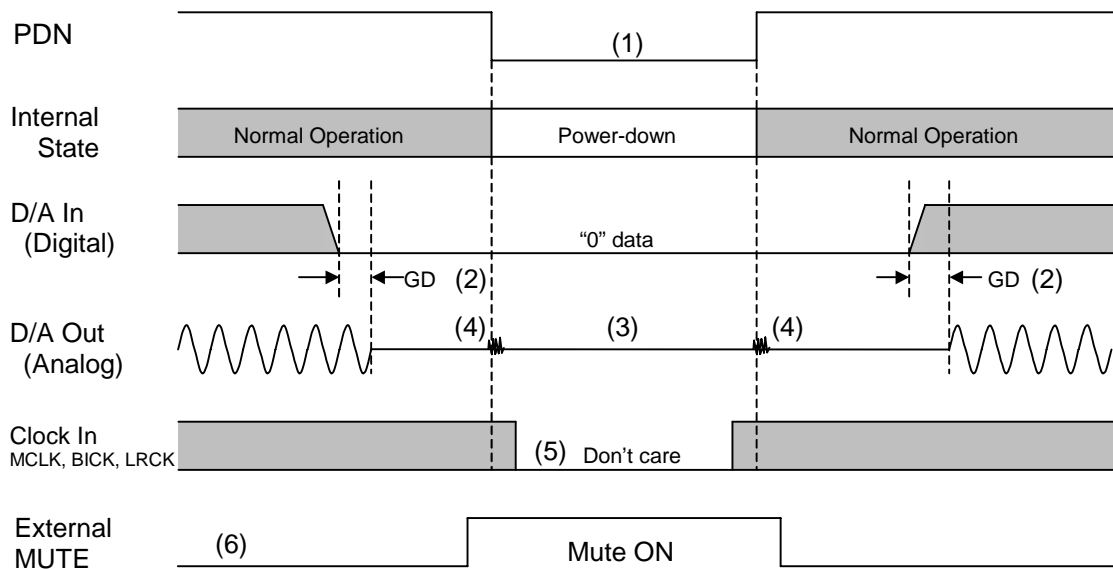 PDN
(1)
Internal
State
Normal Operation
Power-down
Normal Operation
D/A In
(Digital)
“0” data
GD (2)
GD (2)
D/A Out
(Analog)
(4)
(3)
(4)
Clock In
MCLK, BICK, LRCK
(5) Don't care
External
MUTE
(6)
Mute ON